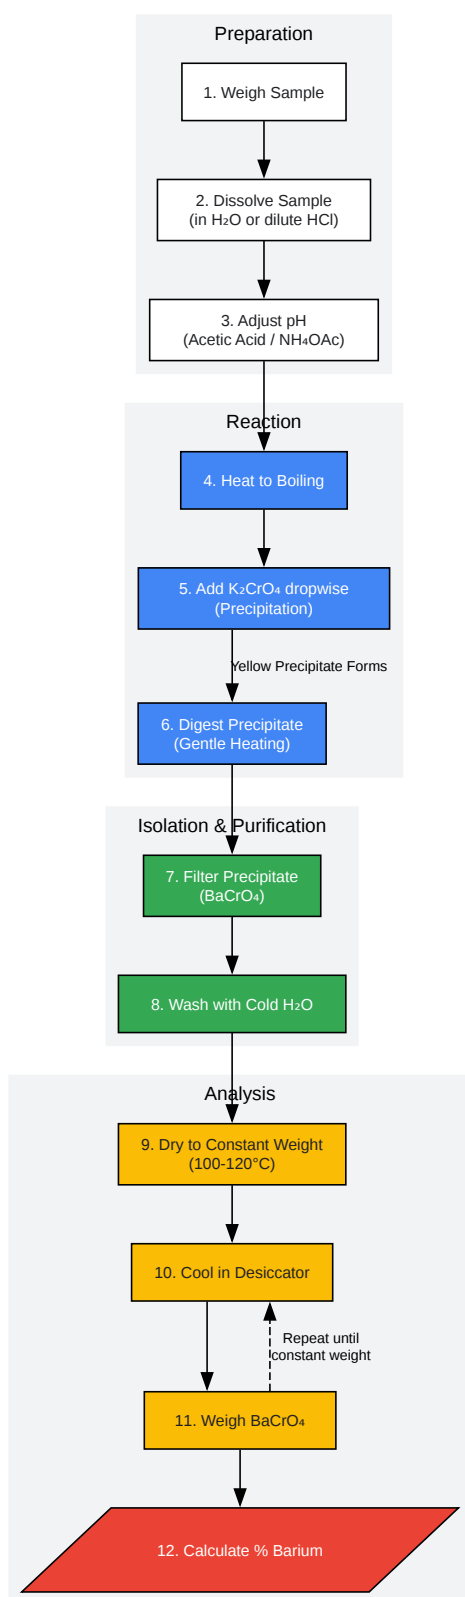 Preparation
1. Weigh Sample
2. Dissolve Sample
(in H₂O or dilute HCl)
3. Adjust pH
(Acetic Acid / NH₄OAc)
Reaction
4. Heat to Boiling
5. Add K₂CrO₄ dropwise
(Precipitation)
Yellow Precipitate Forms
6. Digest Precipitate
(Gentle Heating)
Isolation & Purification
7. Filter Precipitate
(BaCrO₄)
8. Wash with Cold H₂O
Analysis
9. Dry to Constant Weight
(100-120°C)
10. Cool in Desiccator
Repeat until
constant weight
11. Weigh BaCrO₄
12. Calculate % Barium